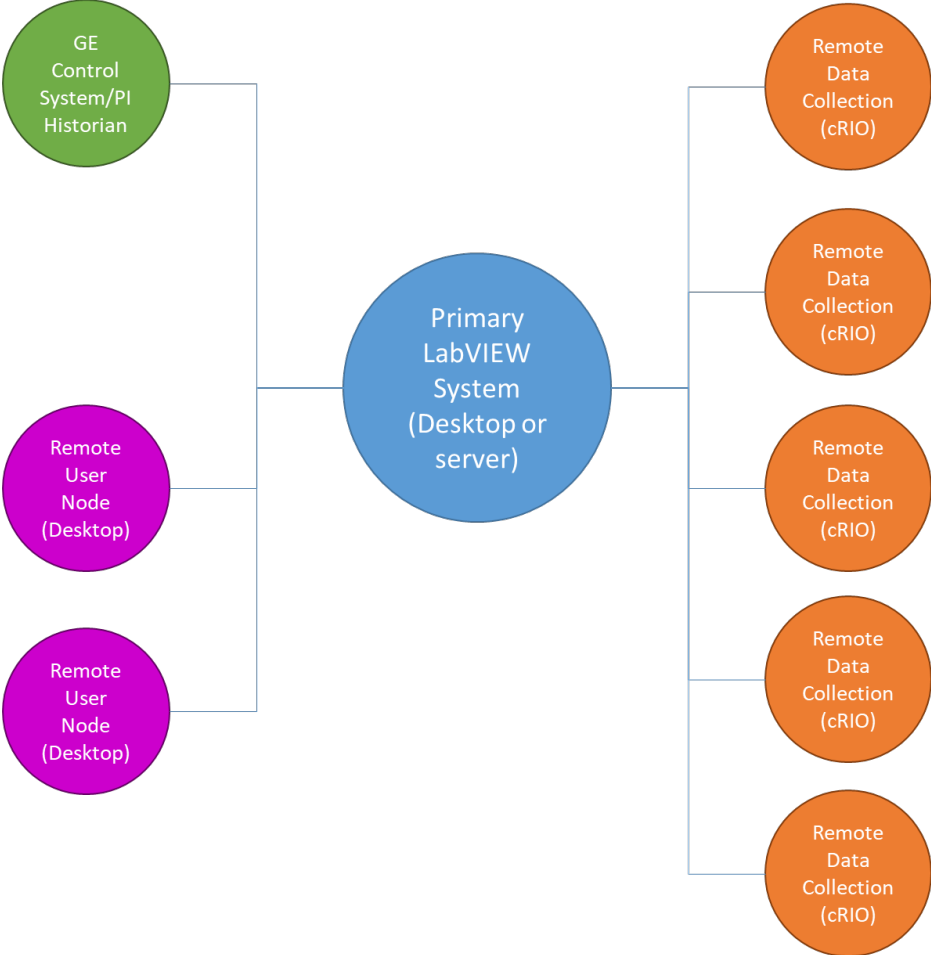 GE
Control
System/PI
Historian
Remote
User
Node
(Desktop)
Remote
User
Node
(Desktop)
Primary
LabVIEW
System
(Desktop or
server)
Remote
Data
Collection
(cRIO)
Remote
Data
Collection
(cRIO)
Remote
Data
Collection
(cRIO)
Remote
Data
Collection
(cRIO)
Remote
Data
Collection
(cRIO)